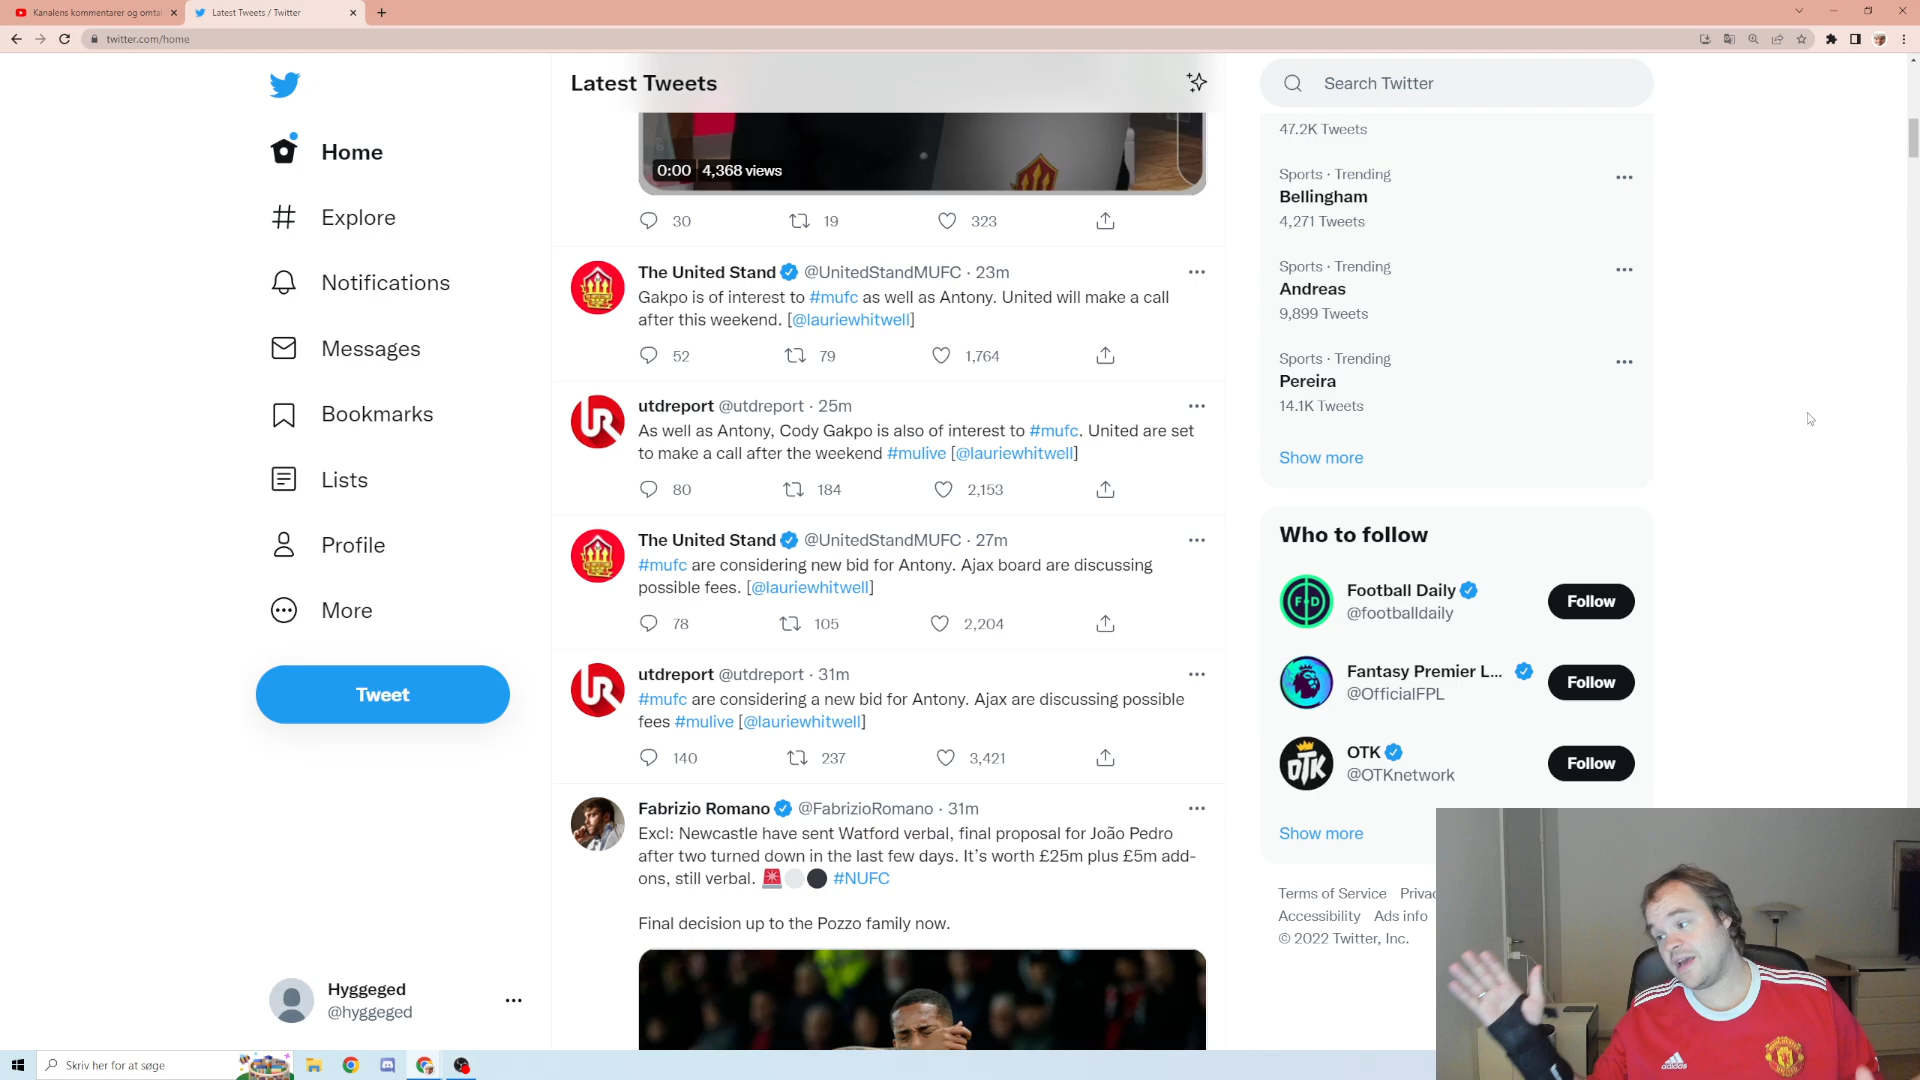 Kanalens kommentarer og omtal
Latest Tweets / Twitter
twitter.com/home
Home
Explore
Notifications
Messages
Bookmarks
Lists
Profile
More
Tweet
Hyggeged
@hyggeged
Latest Tweets
0:00 4,368 views
30 19 323
The United Stand @UnitedStandMUFC · 23m
Gakpo is of interest to #mufc as well as Antony. United will make a call
after this weekend. [@lauriewhitwell]
52 79 1,764
utdreport @utdreport · 25m
As well as Antony, Cody Gakpo is also of interest to #mufc. United are set
to make a call after the weekend #mulive [@lauriewhitwell]
80 184 2,153
The United Stand @UnitedStandMUFC · 27m
#mufc are considering new bid for Antony. Ajax board are discussing
possible fees. [@lauriewhitwell]
78 105 2,204
utdreport @utdreport · 31m
#mufc are considering a new bid for Antony. Ajax are discussing possible
fees #mulive [@lauriewhitwell]
140 237 3,421
Fabrizio Romano @FabrizioRomano · 31m
Excl: Newcastle have sent Watford verbal, final proposal for João Pedro
after two turned down in the last few days. It's worth £25m plus £5m add-
ons, still verbal. 🚨⚪️⚫️ #NUFC
Final decision up to the Pozzo family now.
Search Twitter
47.2K Tweets
Sports · Trending
Bellingham
4,271 Tweets
Sports · Trending
Andreas
9,899 Tweets
Sports · Trending
Pereira
14.1K Tweets
Show more
Who to follow
Football Daily
@footballdaily
Follow
Fantasy Premier L...
@OfficialFPL
Follow
OTK
@OTKnetwork
Follow
Show more
Terms of Service Privac
Accessibility Ads info
© 2022 Twitter, Inc.
adidas
Skriv her for at søge